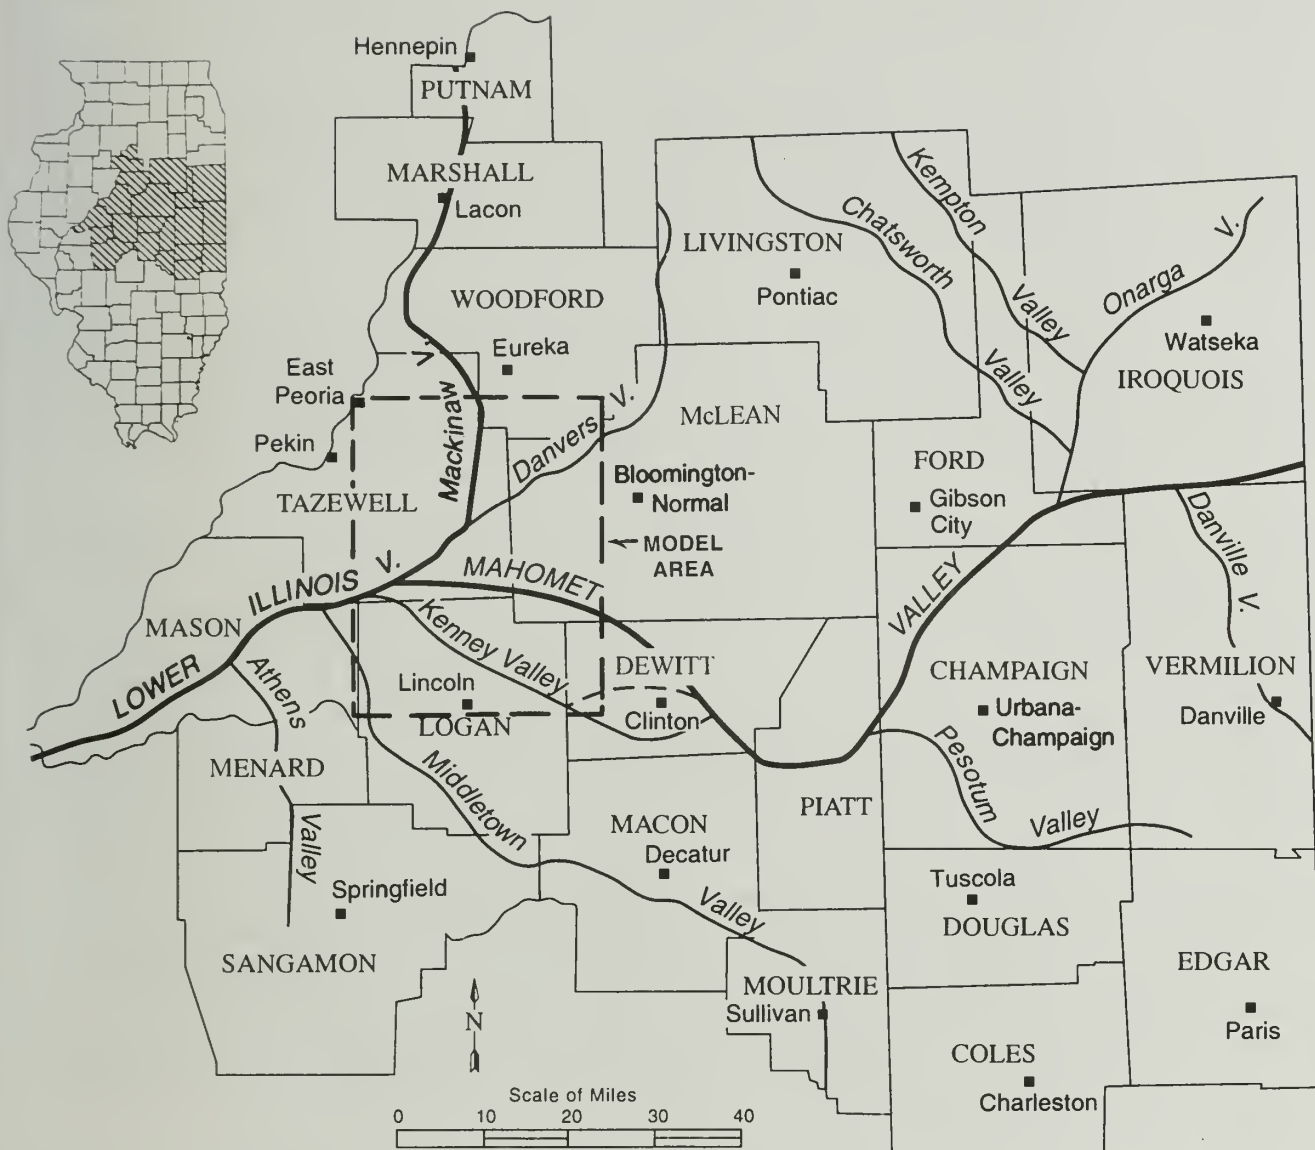 Hennepin
PUTNAM
MARSHALL
Lacon
LIVINGSTON
Pontiac
Kempton
Valley
Chatsworth
Valley
Onarga V.
Watseka
IROQUOIS
WOODFORD
Eureka
East
Peoria
Pekin
Mackinaw V.
Danvers V.
McLEAN
Bloomington-
Normal
FORD
Gibson
City
TAZEWELL
MODEL
AREA
Danville V.
MAHOMET VALLEY
LOWER ILLINOIS V.
MASON
Athens
Valley
Kenney Valley
DEWITT
Clinton
Lincoln
LOGAN
CHAMPAIGN
Urbana-
Champaign
VERMILION
Danville
MENARD
Middletown
Valley
Pesotum
Valley
PIATT
MACON
Decatur
Springfield
SANGAMON
Tuscola
DOUGLAS
EDGAR
Paris
MOULTRIE
Sullivan
COLES
Charleston
N
Scale of Miles
0 10 20 30 40